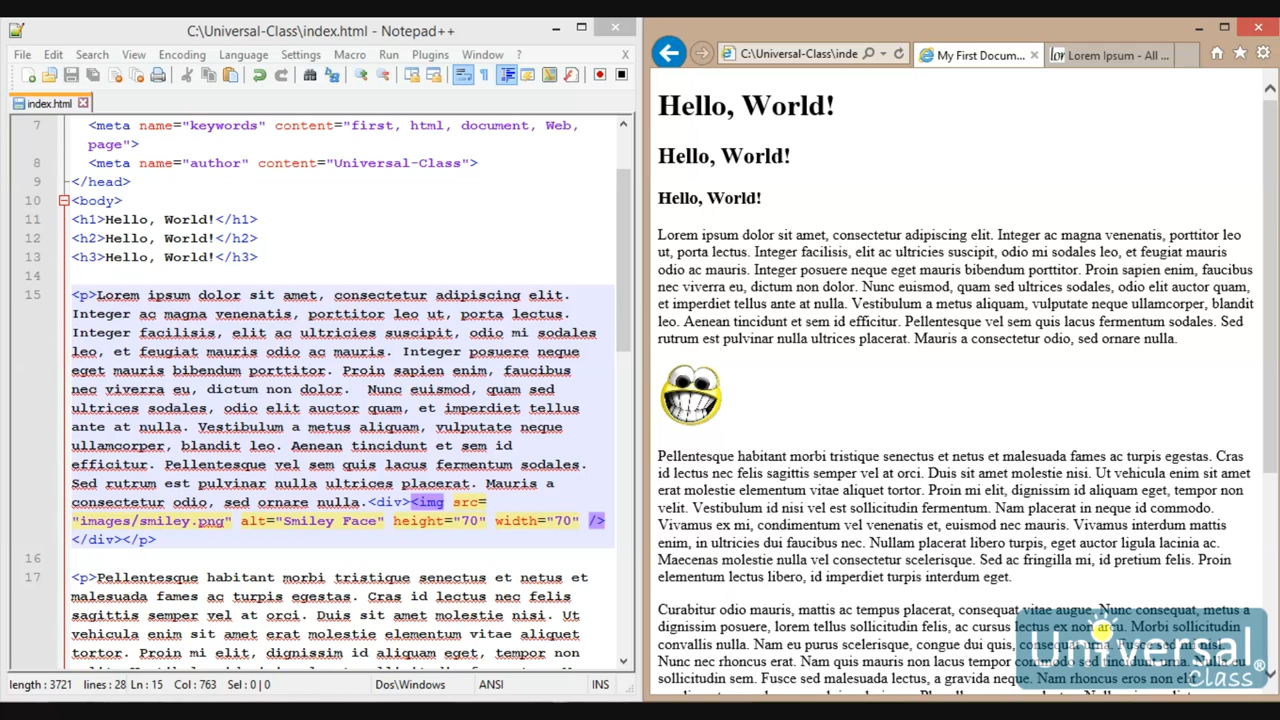 C:\Universal-Class\index.html - Notepad++
File Edit Search View Encoding Language Settings Macro Run Plugins Window ? X
index.html
7 <meta name="keywords" content="first, html, document, Web,
page">
8 <meta name="author" content="Universal-Class">
9 </head>
10 <body>
11 <h1>Hello, World!</h1>
12 <h2>Hello, World!</h2>
13 <h3>Hello, World!</h3>
14
15 <p>Lorem ipsum dolor sit amet, consectetur adipiscing elit.
Integer ac magna venenatis, porttitor leo ut, porta lectus.
Integer facilisis, elit ac ultricies suscipit, odio mi sodales
leo, et feugiat mauris odio ac mauris. Integer posuere neque
eget mauris bibendum porttitor. Proin sapien enim, faucibus
nec viverra eu, dictum non dolor.  Nunc euismod, quam sed
ultrices sodales, odio elit auctor quam, et imperdiet tellus
ante at nulla. Vestibulum a metus aliquam, vulputate neque
ullamcorper, blandit leo. Aenean tincidunt et sem id
efficitur. Pellentesque vel sem quis lacus fermentum sodales.
Sed rutrum est pulvinar nulla ultrices placerat. Mauris a
consectetur odio, sed ornare nulla.<div><img src=
"images/smiley.png" alt="Smiley Face" height="70" width="70" />
</div></p>
16
17 <p>Pellentesque habitant morbi tristique senectus et netus et
malesuada fames ac turpis egestas. Cras id lectus nec felis
sagittis semper vel at orci. Duis sit amet molestie nisi. Ut
vehicula enim sit amet erat molestie elementum vitae aliquet
tortor. Proin mi elit, dignissim id aliquam eget, tempor non
length : 3721 lines : 28 Ln : 15 Col : 763 Sel : 0 | 0 Dos\Windows ANSI INS
C:\Universal-Class\inde
My First Docum...
Lorem Ipsum - All ...
Hello, World!
Hello, World!
Hello, World!
Lorem ipsum dolor sit amet, consectetur adipiscing elit. Integer ac magna venenatis, porttitor leo
ut, porta lectus. Integer facilisis, elit ac ultricies suscipit, odio mi sodales leo, et feugiat mauris
odio ac mauris. Integer posuere neque eget mauris bibendum porttitor. Proin sapien enim, faucibus
nec viverra eu, dictum non dolor. Nunc euismod, quam sed ultrices sodales, odio elit auctor quam,
et imperdiet tellus ante at nulla. Vestibulum a metus aliquam, vulputate neque ullamcorper, blandit
leo. Aenean tincidunt et sem id efficitur. Pellentesque vel sem quis lacus fermentum sodales. Sed
rutrum est pulvinar nulla ultrices placerat. Mauris a consectetur odio, sed ornare nulla.
Pellentesque habitant morbi tristique senectus et netus et malesuada fames ac turpis egestas. Cras
id lectus nec felis sagittis semper vel at orci. Duis sit amet molestie nisi. Ut vehicula enim sit amet
erat molestie elementum vitae aliquet tortor. Proin mi elit, dignissim id aliquam eget, tempor non
velit. Vestibulum id nisi vel est sollicitudin fermentum. Nam placerat in neque id commodo.
Vivamus ex mi, condimentum vel venenatis et, euismod nec mauris. Vivamus interdum mattis
enim, in ultricies dui faucibus nec. Nullam placerat libero turpis, eget auctor ligula lacinia ac.
Maecenas molestie nulla vel consectetur scelerisque. Sed ac fringilla mi, id pretium felis. Proin
elementum lectus libero, id imperdiet turpis interdum eget.
Curabitur odio mauris, mattis ac tempus placerat, consequat vitae augue. Nunc consequat, metus a
dignissim posuere, lorem tellus sollicitudin felis, ac cursus lectus ex non arcu. Morbi sollicitudin
convallis nulla. Nam eu purus scelerisque, congue dui quis, consequat urna.
Nunc nec rhoncus erat. Nam quis mauris non lacus tempor commodo
sollicitudin sem. Fusce malesuada lectus, a gravida neque. Nam rhoncus eros non elit
Universal
Class
®